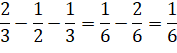 2/3 − 1/2 − 1/3 = 1/6 − 2/6 = 1/6